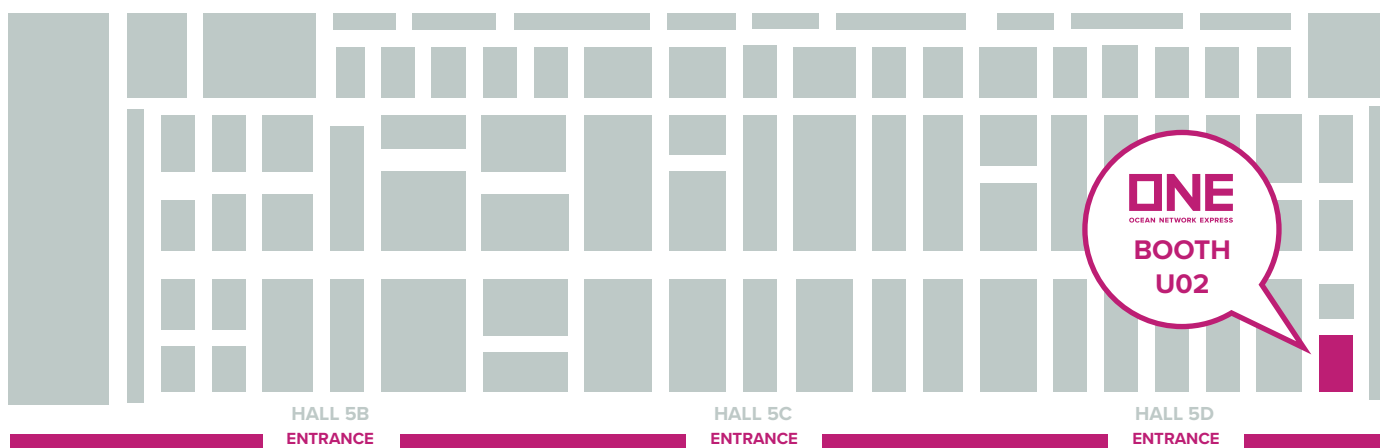 ONE
OCEAN NETWORK EXPRESS
BOOTH
U02
HALL 5B
HALL 5C
HALL 5D
ENTRANCE
ENTRANCE
ENTRANCE